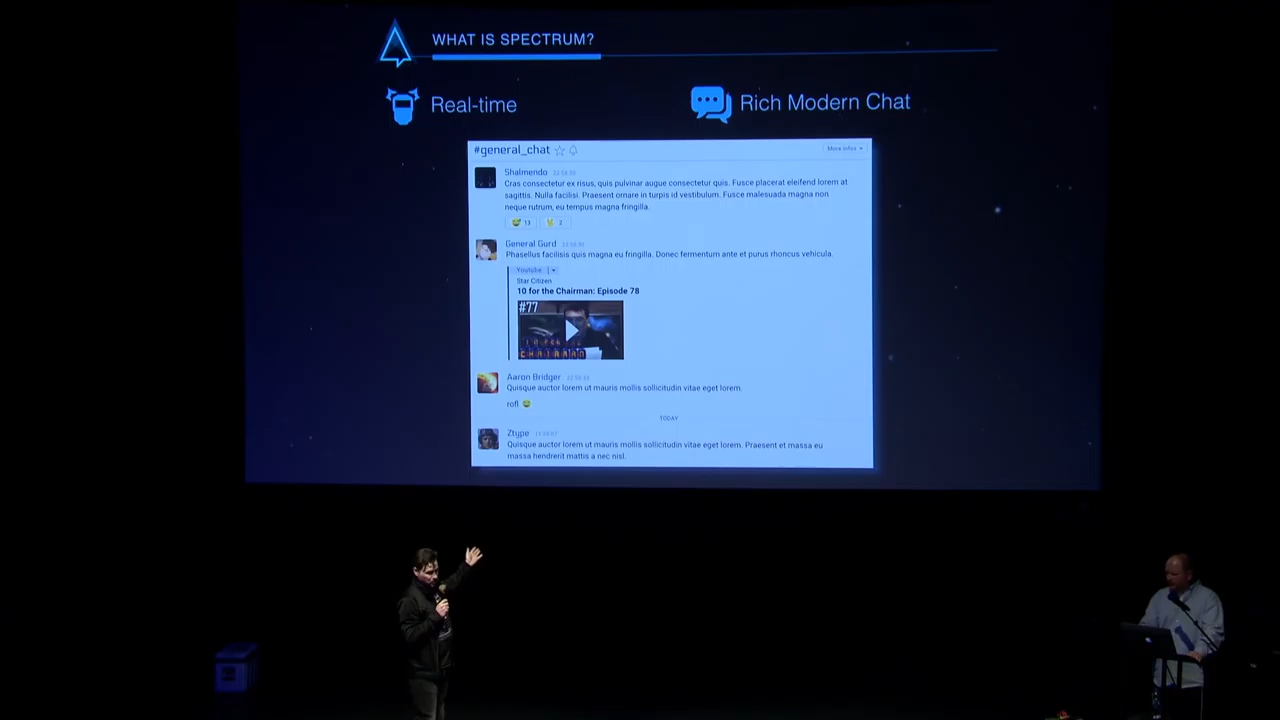 WHAT IS SPECTRUM?
Real-time
Rich Modern Chat
#general_chat
More infos
Shalmendo
Cras consectetur ex risus, quis pulvinar augue consectetur quis. Fusce placerat eleifend lorem at
sagittis. Nulla facilisi. Praesent ornare in turpis id vestibulum. Fusce malesuada magna non
neque rutrum, eu tempus magna fringilla.
13
2
General Gurd
Phasellus facilisis quis magna eu fringilla. Donec fermentum ante et purus rhoncus vehicula.
Youtube
Star Citizen
10 for the Chairman: Episode 78
#77
CHAIRMAN
Aaron Bridger
Quisque auctor lorem ut mauris mollis sollicitudin vitae eget lorem.
rofl
TODAY
Ztype
Quisque auctor lorem ut mauris mollis sollicitudin vitae eget lorem. Praesent et massa eu
massa hendrerit mattis a nec nisl.